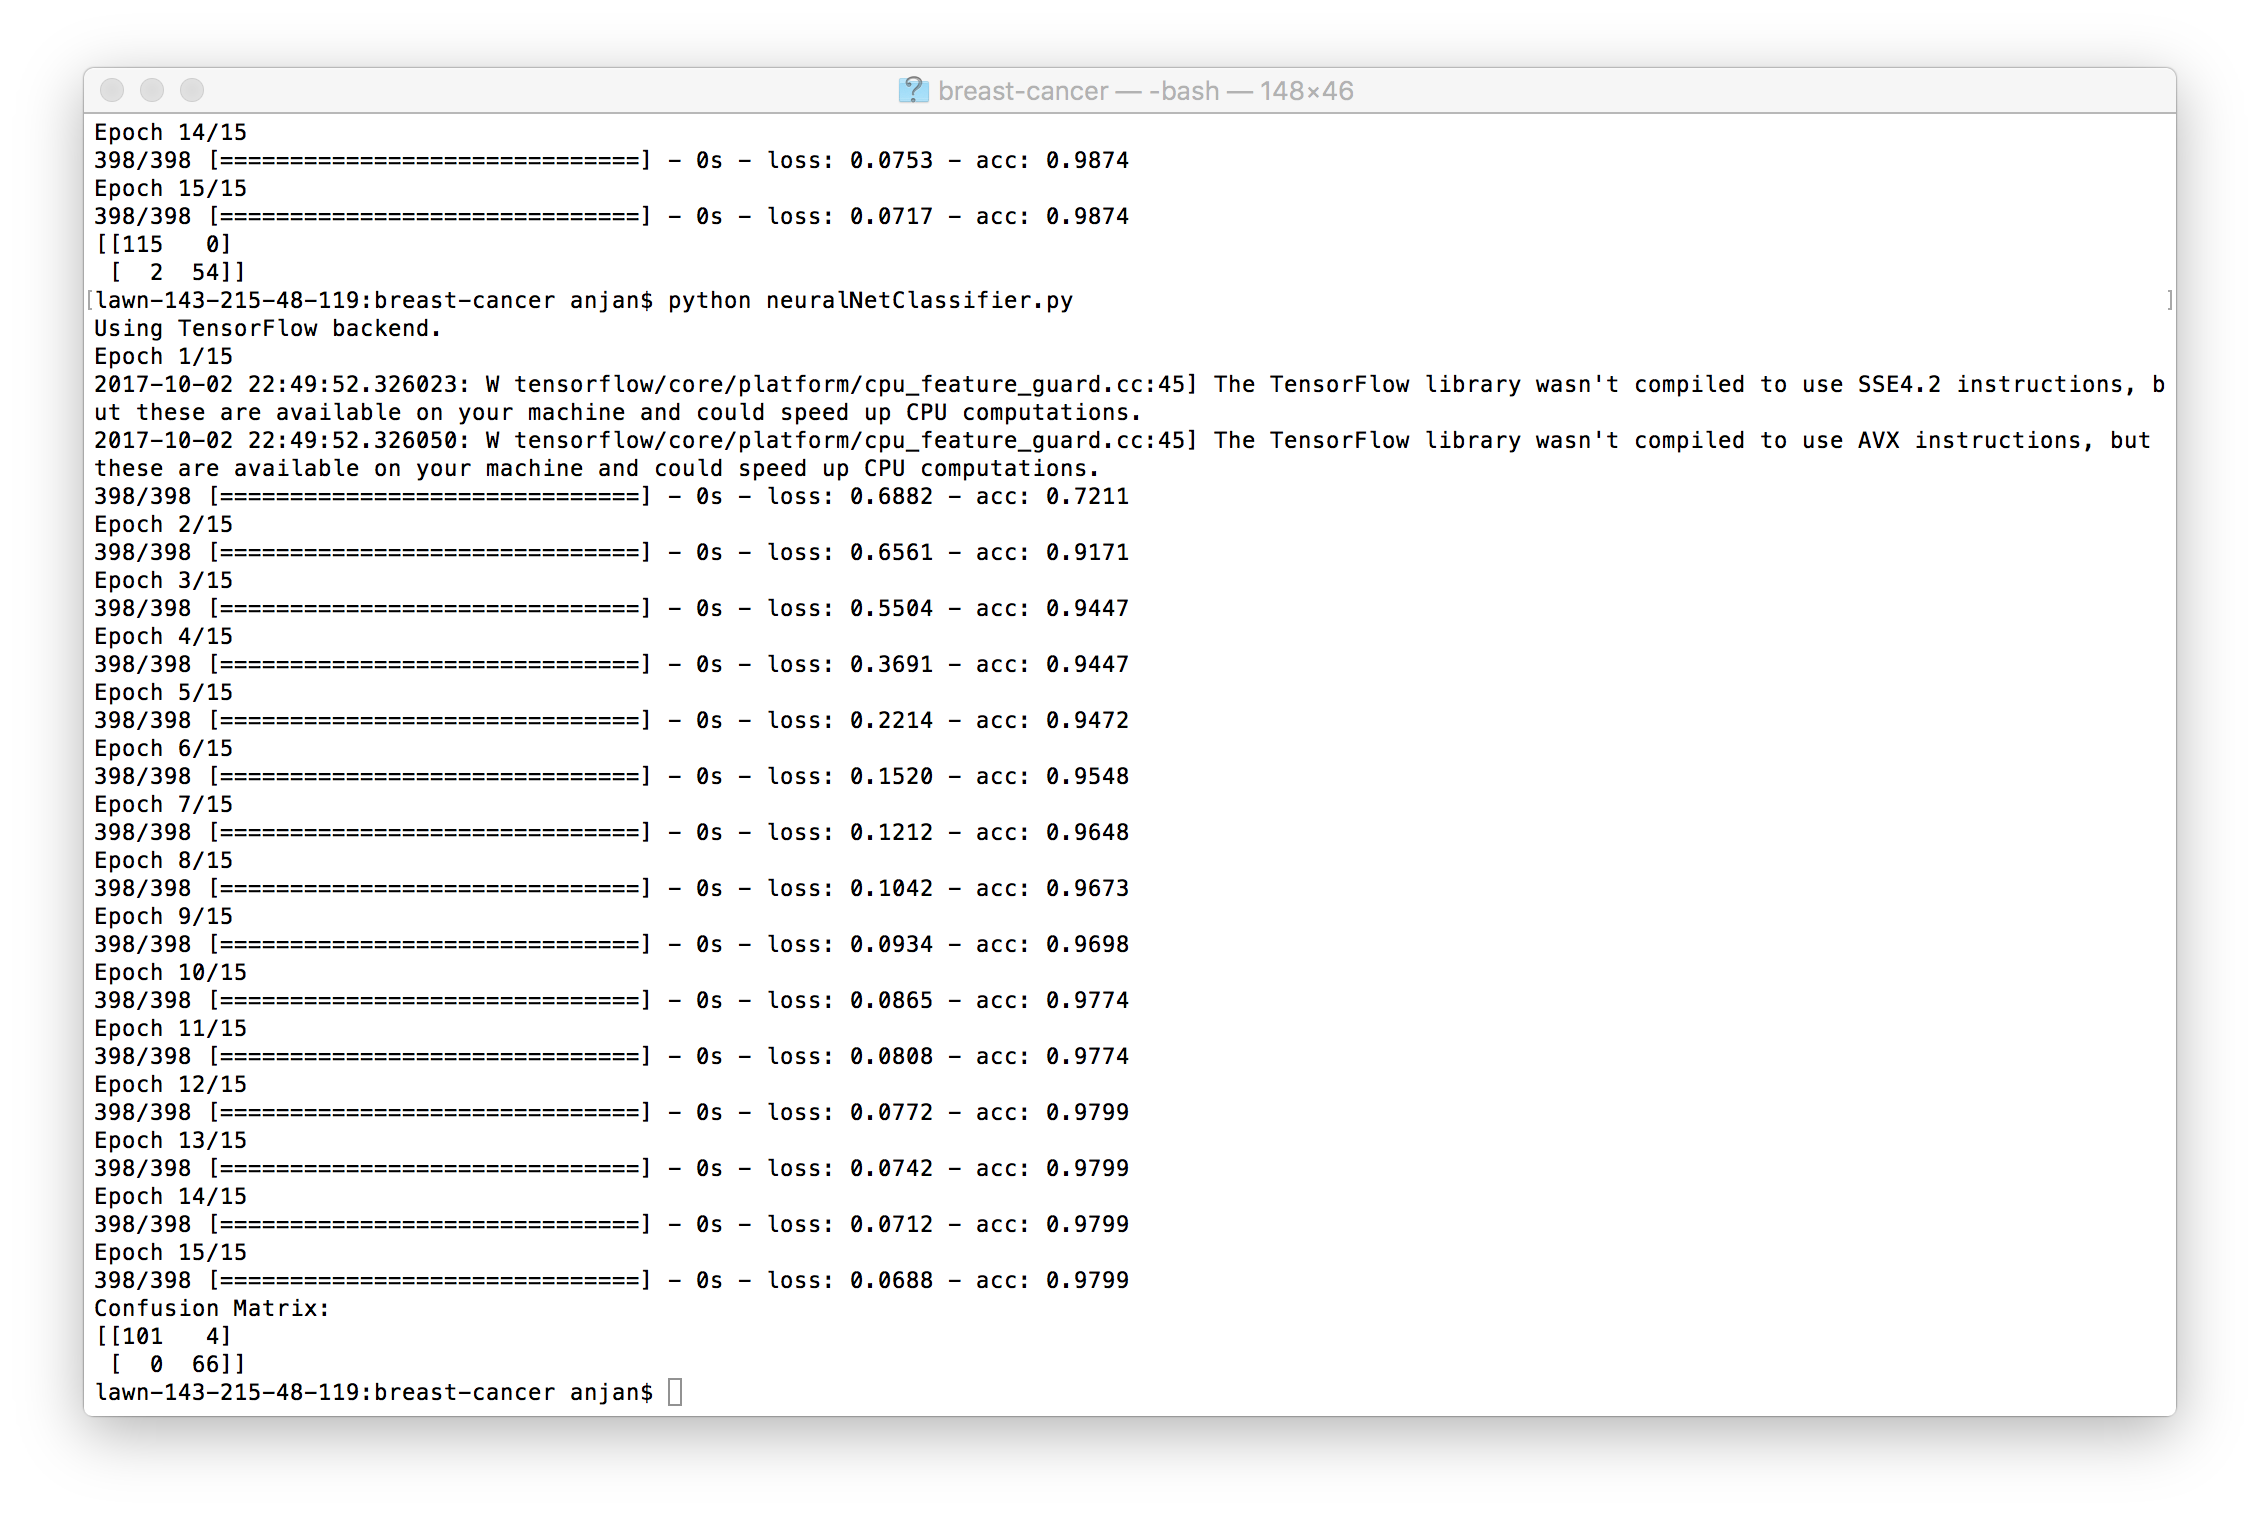 breast-cancer — -bash — 148×46
Epoch 14/15
398/398 [==============================] - 0s - loss: 0.0753 - acc: 0.9874
Epoch 15/15
398/398 [==============================] - 0s - loss: 0.0717 - acc: 0.9874
[[115   0]
 [  2  54]]
[lawn-143-215-48-119:breast-cancer anjan$ python neuralNetClassifier.py ]
Using TensorFlow backend.
Epoch 1/15
2017-10-02 22:49:52.326023: W tensorflow/core/platform/cpu_feature_guard.cc:45] The TensorFlow library wasn't compiled to use SSE4.2 instructions, b
ut these are available on your machine and could speed up CPU computations.
2017-10-02 22:49:52.326050: W tensorflow/core/platform/cpu_feature_guard.cc:45] The TensorFlow library wasn't compiled to use AVX instructions, but
these are available on your machine and could speed up CPU computations.
398/398 [==============================] - 0s - loss: 0.6882 - acc: 0.7211
Epoch 2/15
398/398 [==============================] - 0s - loss: 0.6561 - acc: 0.9171
Epoch 3/15
398/398 [==============================] - 0s - loss: 0.5504 - acc: 0.9447
Epoch 4/15
398/398 [==============================] - 0s - loss: 0.3691 - acc: 0.9447
Epoch 5/15
398/398 [==============================] - 0s - loss: 0.2214 - acc: 0.9472
Epoch 6/15
398/398 [==============================] - 0s - loss: 0.1520 - acc: 0.9548
Epoch 7/15
398/398 [==============================] - 0s - loss: 0.1212 - acc: 0.9648
Epoch 8/15
398/398 [==============================] - 0s - loss: 0.1042 - acc: 0.9673
Epoch 9/15
398/398 [==============================] - 0s - loss: 0.0934 - acc: 0.9698
Epoch 10/15
398/398 [==============================] - 0s - loss: 0.0865 - acc: 0.9774
Epoch 11/15
398/398 [==============================] - 0s - loss: 0.0808 - acc: 0.9774
Epoch 12/15
398/398 [==============================] - 0s - loss: 0.0772 - acc: 0.9799
Epoch 13/15
398/398 [==============================] - 0s - loss: 0.0742 - acc: 0.9799
Epoch 14/15
398/398 [==============================] - 0s - loss: 0.0712 - acc: 0.9799
Epoch 15/15
398/398 [==============================] - 0s - loss: 0.0688 - acc: 0.9799
Confusion Matrix:
[[101   4]
 [  0  66]]
lawn-143-215-48-119:breast-cancer anjan$